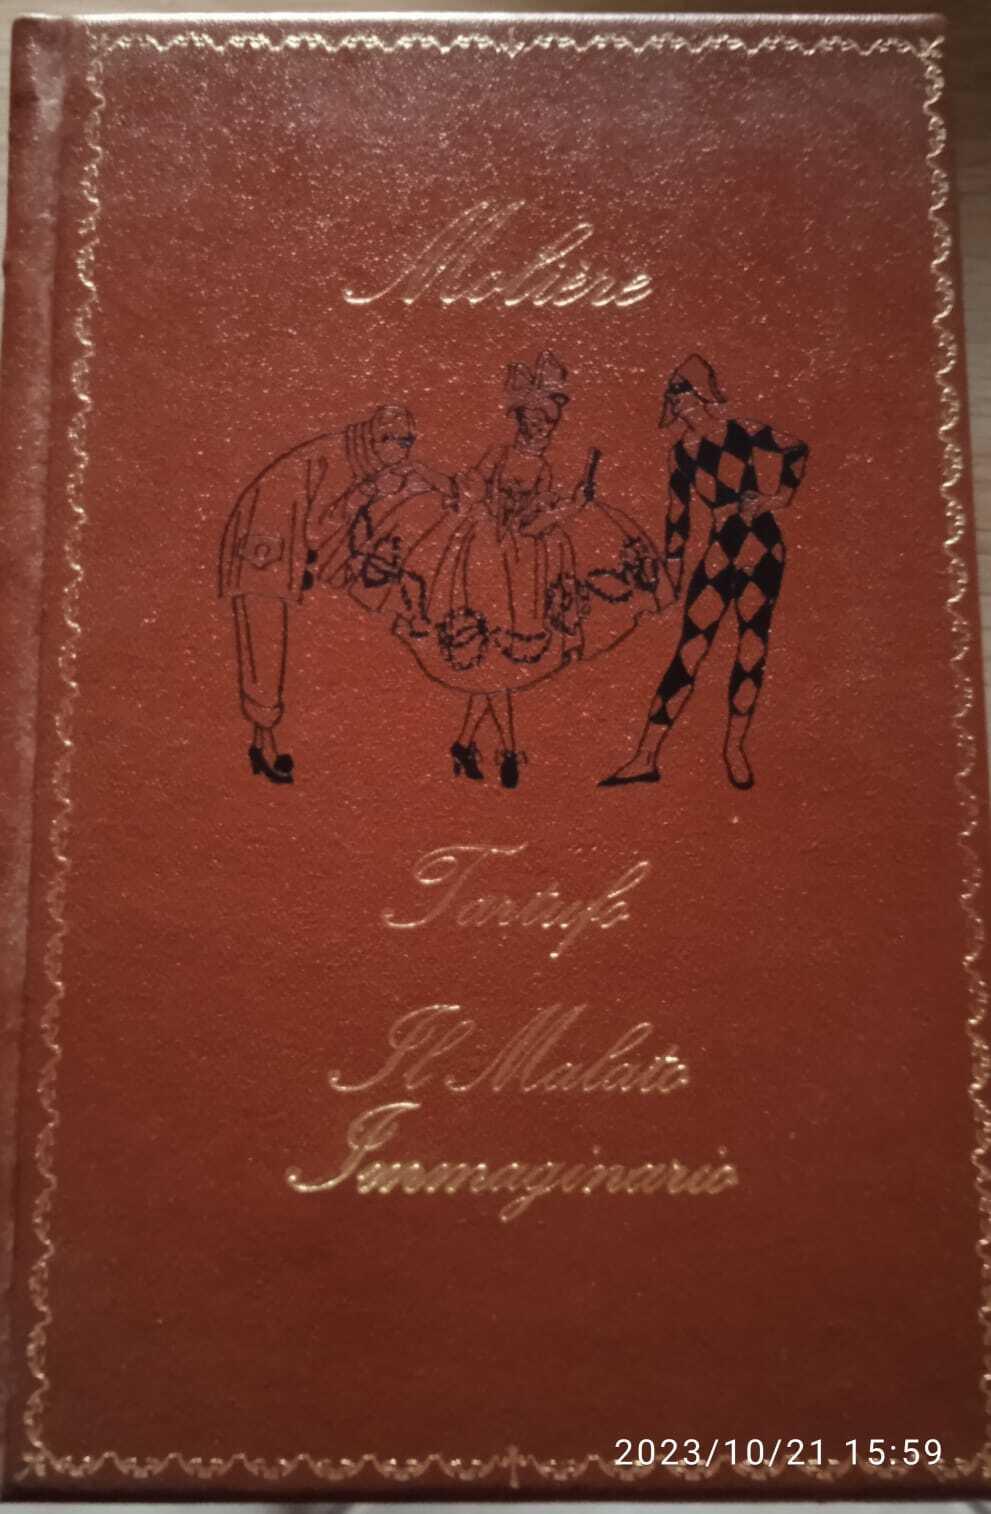 Molière
Tartufo
Il Malato
Immaginario
2023/10/21 15:59